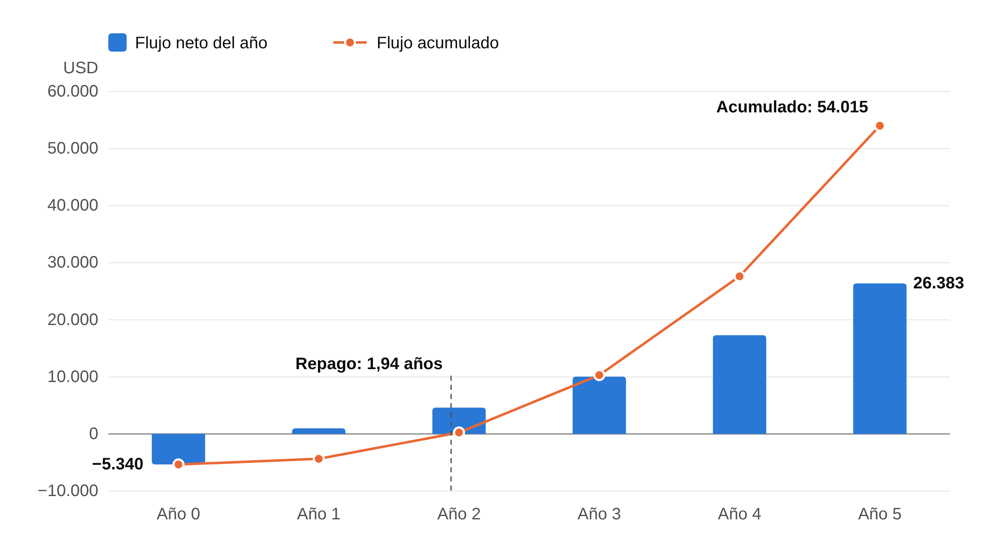 Flujo neto del año
Flujo acumulado
USD
60.000
Acumulado: 54.015
50.000
40.000
30.000
26.383
20.000
Repago: 1,94 años
10.000
0
−5.340
−10.000
Año 0
Año 1
Año 2
Año 3
Año 4
Año 5